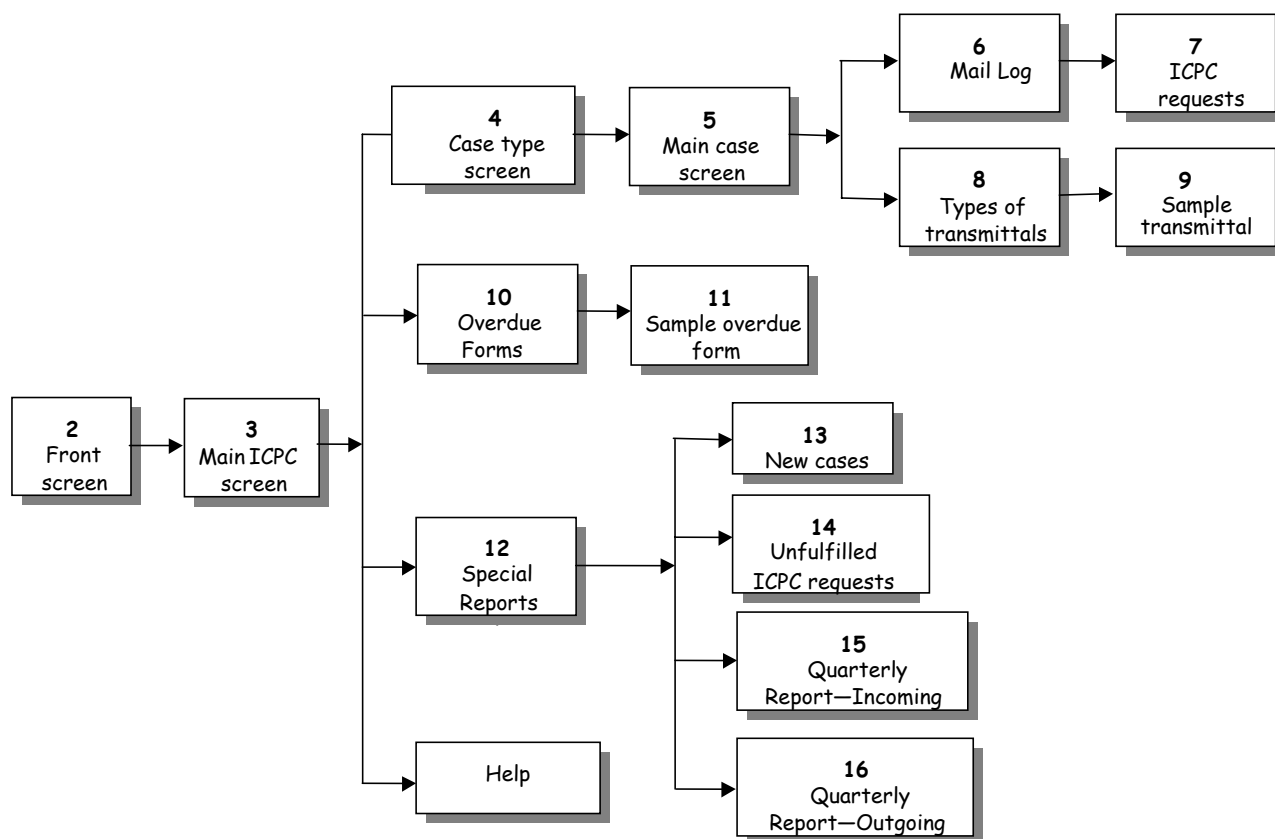 2
Front
screen
3
Main ICPC
screen
4
Case type
screen
5
Main case
screen
6
Mail Log
7
ICPC
requests
8
Types of
transmittals
9
Sample
transmittal
10
Overdue
Forms
11
Sample overdue
form
12
Special
Reports
13
New cases
14
Unfulfilled
ICPC requests
15
Quarterly
Report—Incoming
16
Quarterly
Report—Outgoing
Help